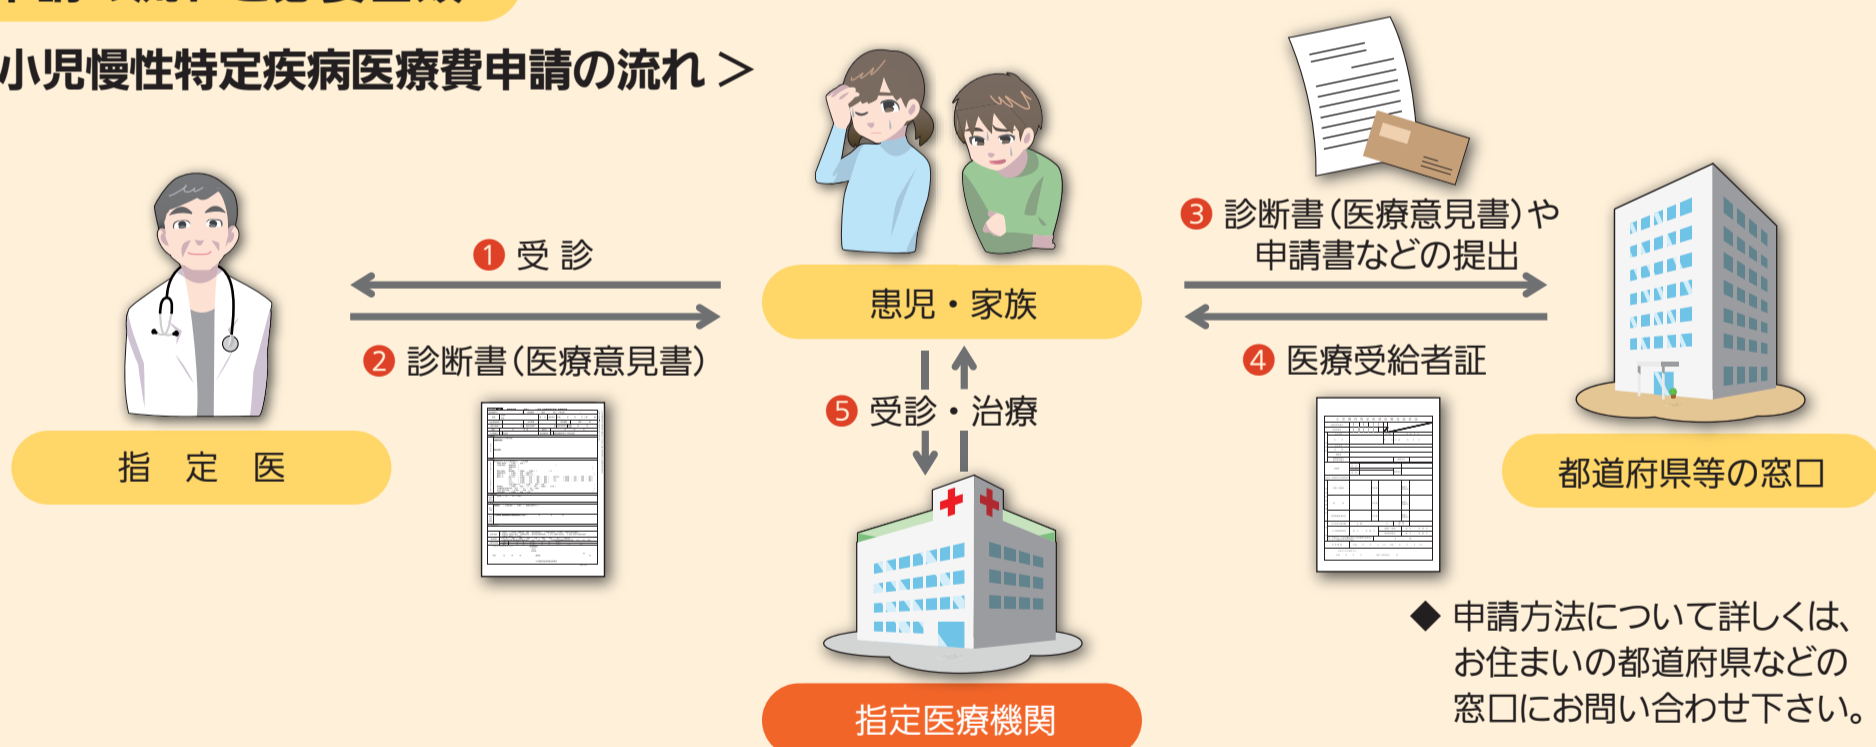 小児慢性特定疾病医療費申請の流れ >
❶ 受 診
❷ 診断書(医療意見書)
指 定 医
患児・家族
❸ 診断書(医療意見書)や
申請書などの提出
❹ 医療受給者証
都道府県等の窓口
❺ 受診・治療
指定医療機関
◆ 申請方法について詳しくは、
お住まいの都道府県などの
窓口にお問い合わせ下さい。